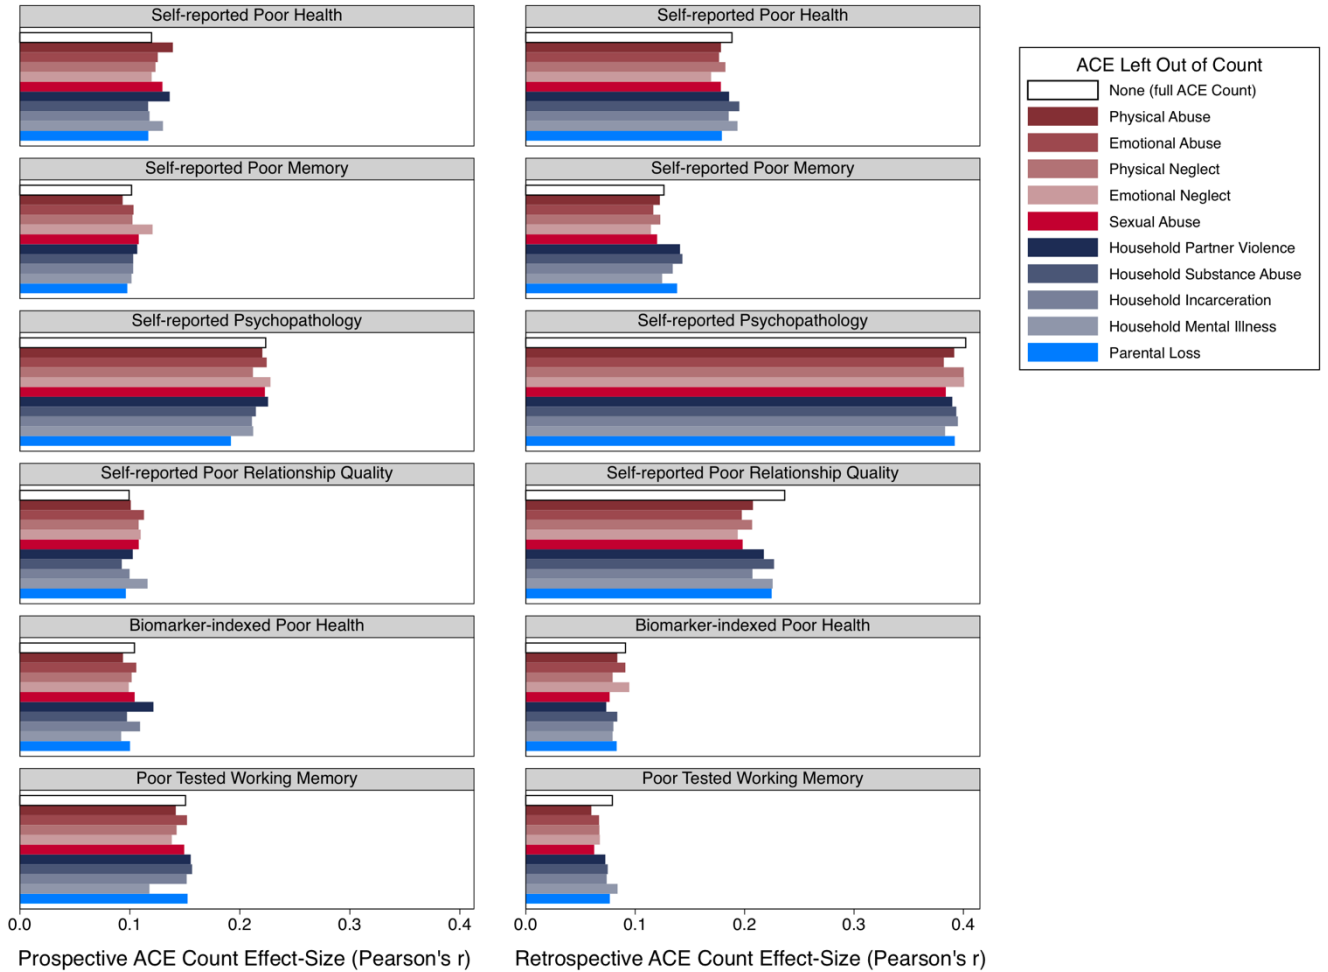 Self-reported Poor Health
Self-reported Poor Memory
Self-reported Psychopathology
Self-reported Poor Relationship Quality
Biomarker-indexed Poor Health
Poor Tested Working Memory
0.0 0.1 0.2 0.3 0.4
Prospective ACE Count Effect-Size (Pearson's r)
Self-reported Poor Health
Self-reported Poor Memory
Self-reported Psychopathology
Self-reported Poor Relationship Quality
Biomarker-indexed Poor Health
Poor Tested Working Memory
0.0 0.1 0.2 0.3 0.4
Retrospective ACE Count Effect-Size (Pearson's r)
ACE Left Out of Count
None (full ACE Count)
Physical Abuse
Emotional Abuse
Physical Neglect
Emotional Neglect
Sexual Abuse
Household Partner Violence
Household Substance Abuse
Household Incarceration
Household Mental Illness
Parental Loss